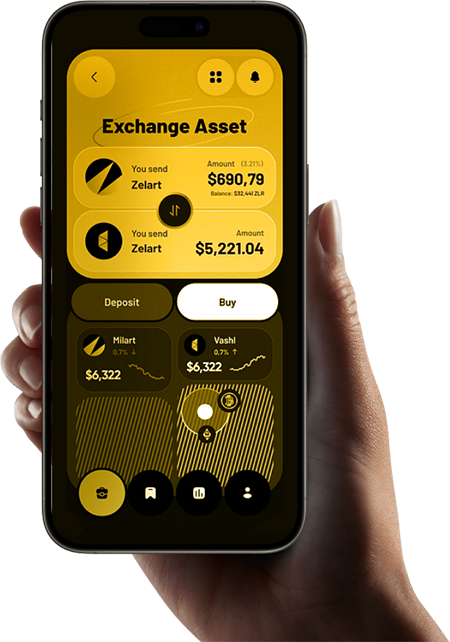 Exchange Asset
You send
Zelart
Amount (3.21%)
$690,79
Balance: $32,441 ZLR
You send
Zelart
Amount
$5,221.04
Deposit
Buy
Milart
0,7% ↓
$6,322
Vashl
0,7% ↑
$6,322